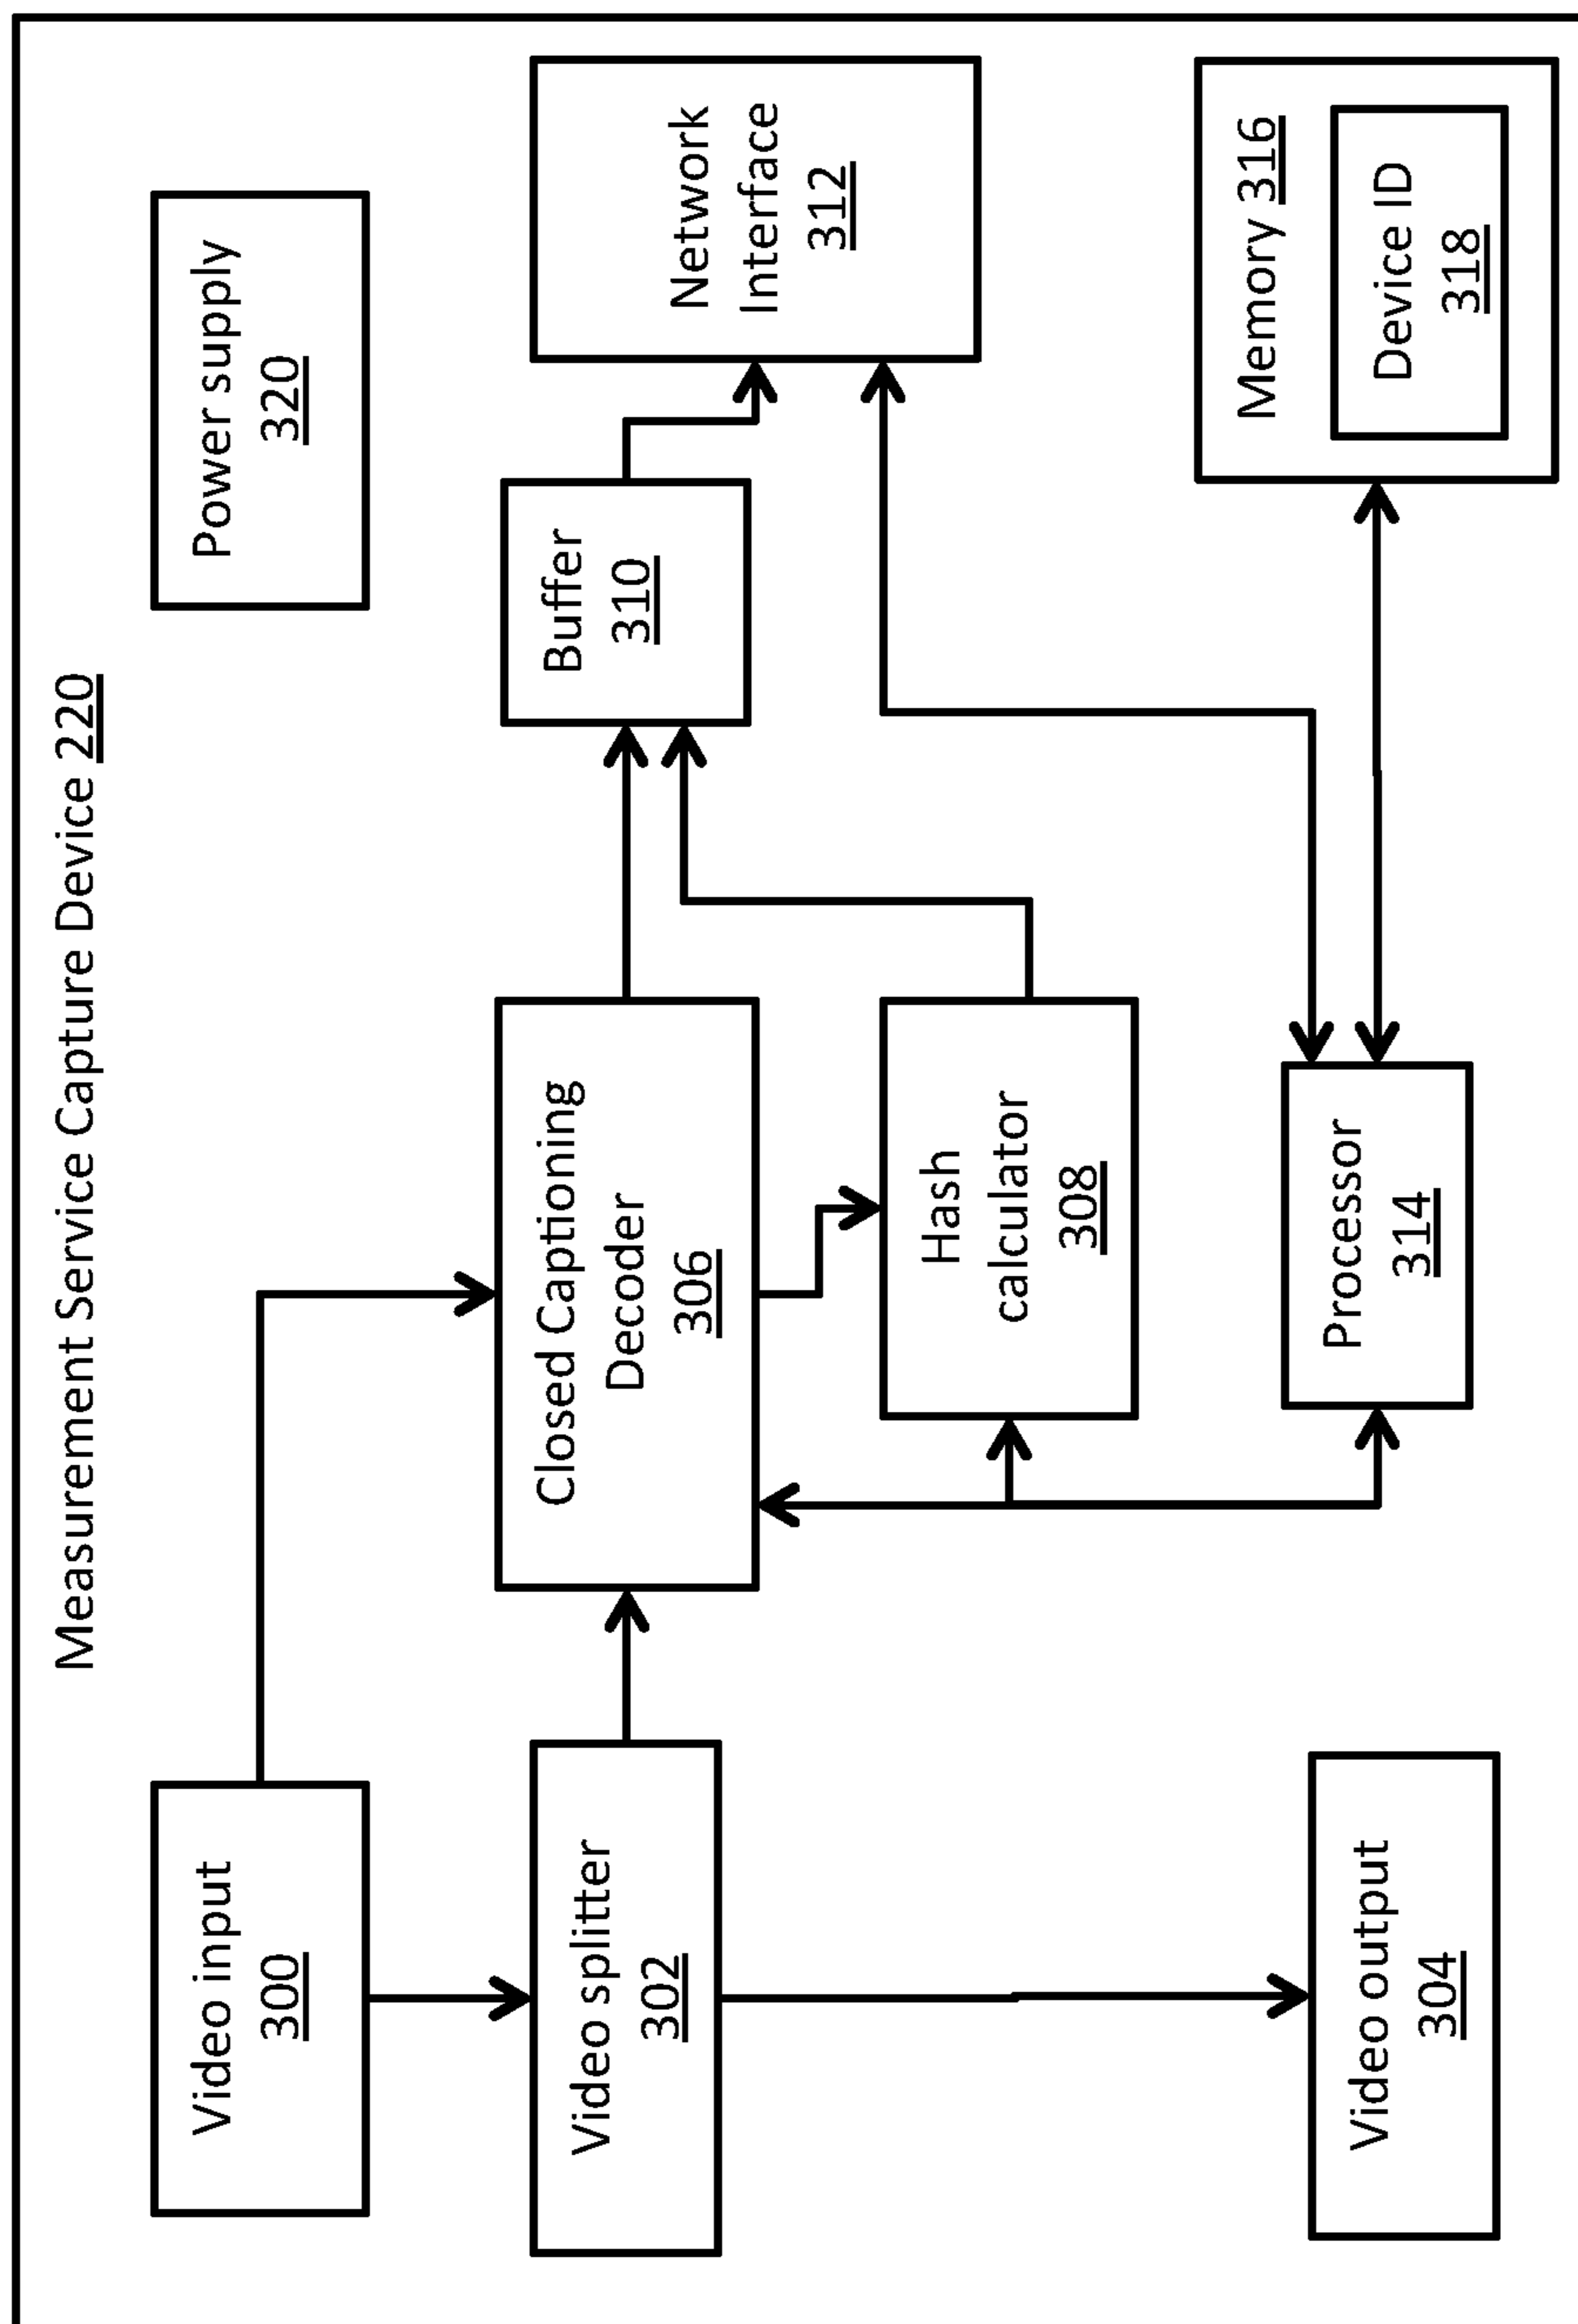 Measurement Service Capture Device 220
Video input
300
Power supply
320
Video splitter
302
Closed Captioning
Decoder
306
Buffer
310
Network
Interface
312
Hash
calculator
308
Video output
304
Processor
314
Memory 316
Device ID
318